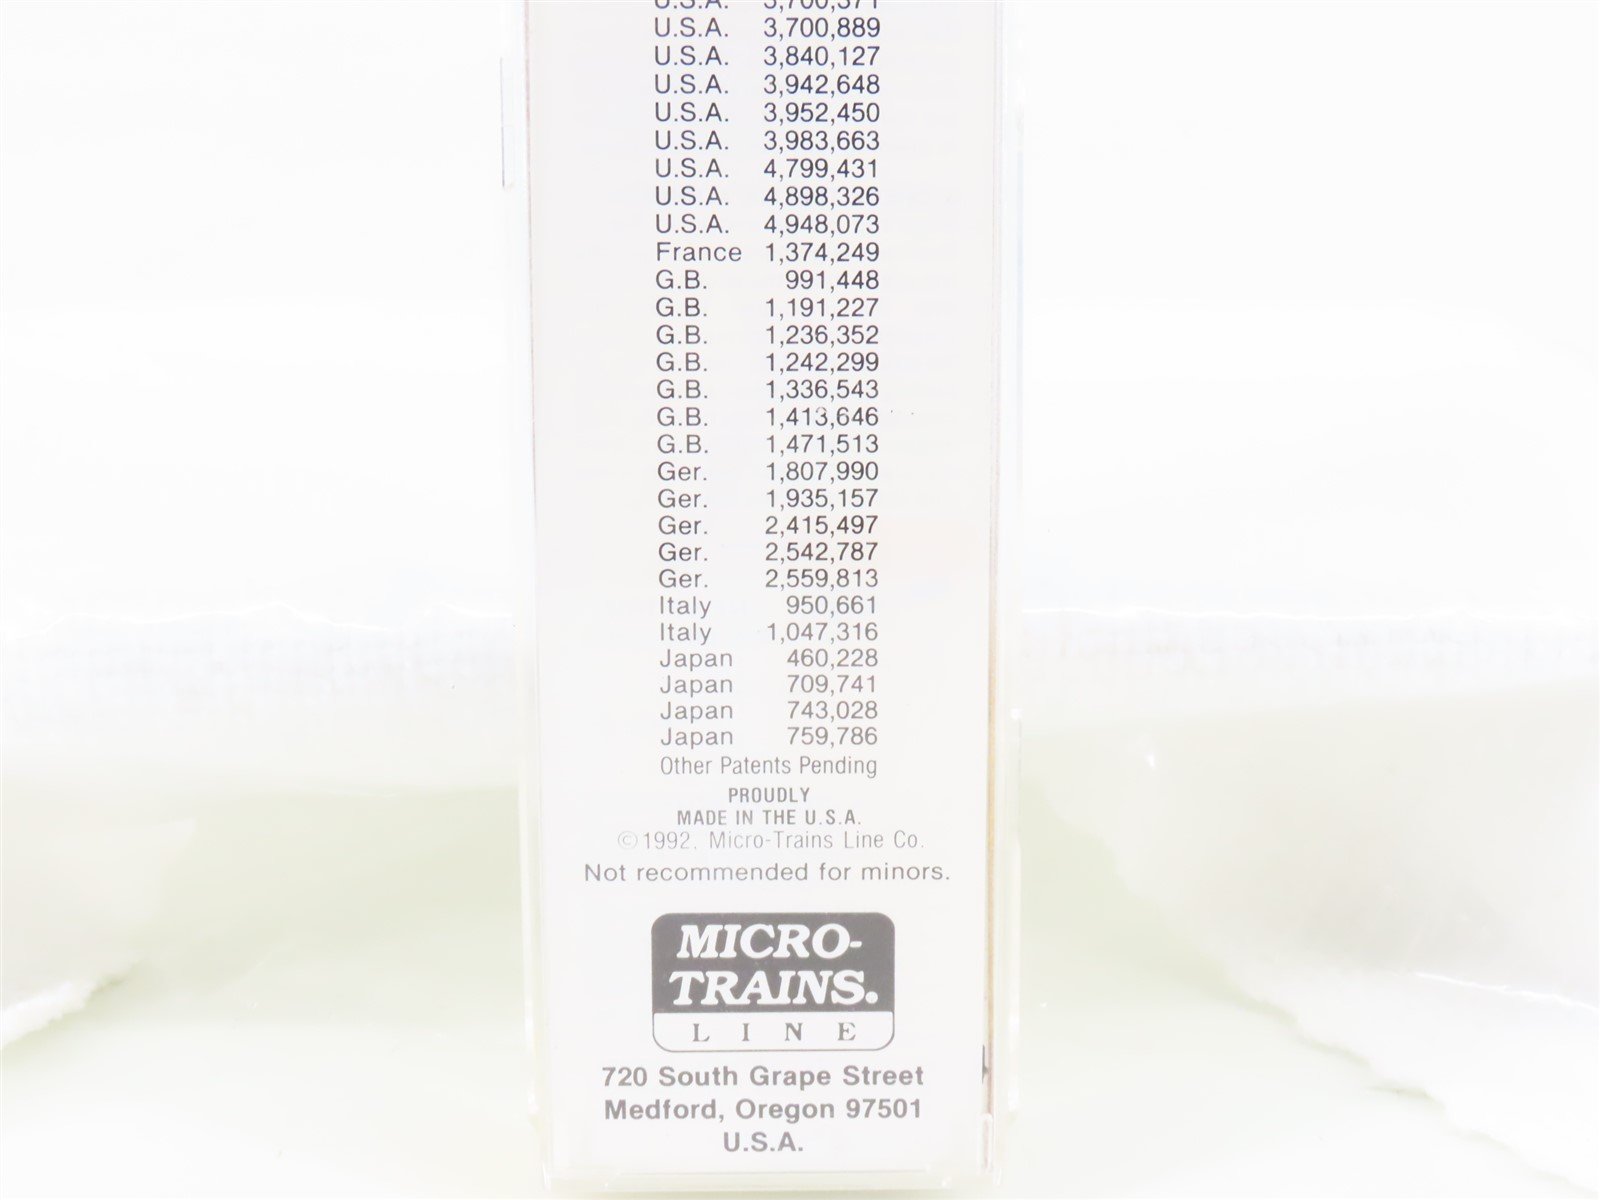 U.S.A. 3,700,371
U.S.A. 3,700,889
U.S.A. 3,840,127
U.S.A. 3,942,648
U.S.A. 3,952,450
U.S.A. 3,983,663
U.S.A. 4,799,431
U.S.A. 4,898,326
U.S.A. 4,948,073
France 1,374,249
G.B. 991,448
G.B. 1,191,227
G.B. 1,236,352
G.B. 1,242,299
G.B. 1,336,543
G.B. 1,413,646
G.B. 1,471,513
Ger. 1,807,990
Ger. 1,935,157
Ger. 2,415,497
Ger. 2,542,787
Ger. 2,559,813
Italy 950,661
Italy 1,047,316
Japan 460,228
Japan 709,741
Japan 743,028
Japan 759,786
Other Patents Pending
PROUDLY
MADE IN THE U.S.A.
©1992. Micro-Trains Line Co.
Not recommended for minors.
MICRO-
TRAINS®
LINE
720 South Grape Street
Medford, Oregon 97501
U.S.A.